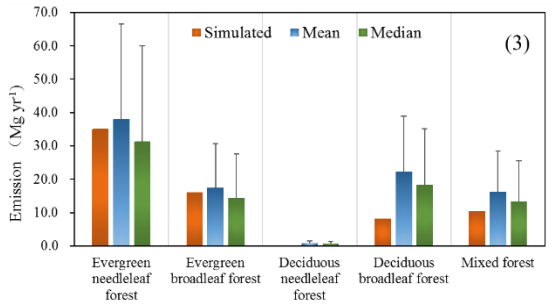 70.0
60.0
50.0
40.0
30.0
20.0
10.0
0.0
Emission （Mg yr⁻¹)
Simulated Mean Median
(3)
Evergreen needleleaf forest
Evergreen broadleaf forest
Deciduous needleleaf forest
Deciduous broadleaf forest
Mixed forest